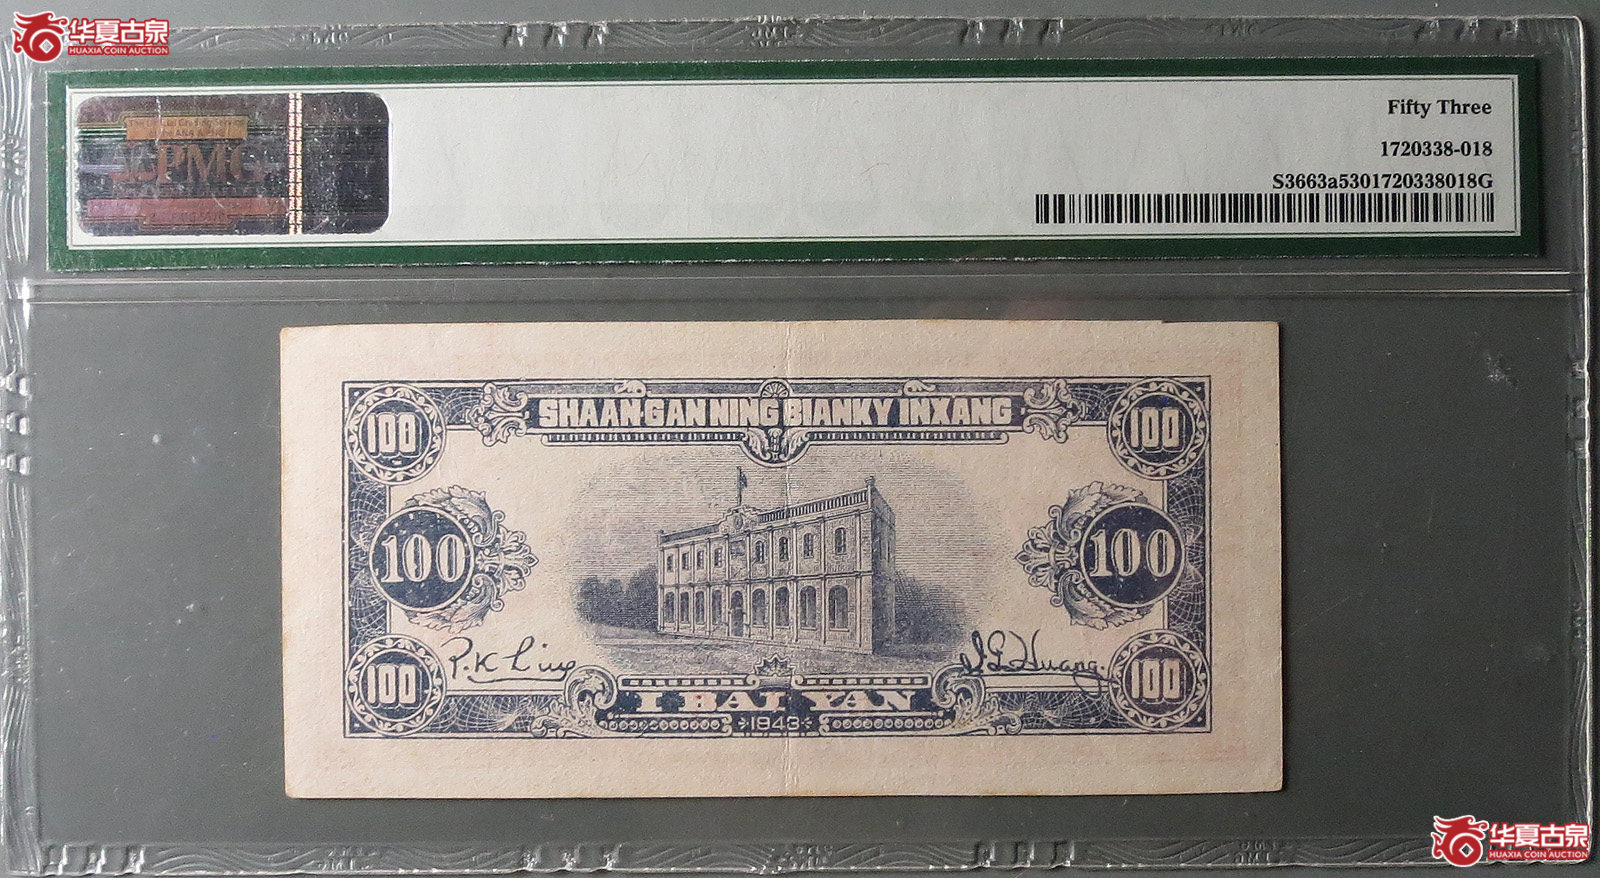 华夏古泉
HUAXIA COIN AUCTION
Fifty Three
1720338-018
S3663a5301720338018G
PMG
SHAAN-GAN NING BIANKY INXANG
100
100
100
100
P.K Ling
J L Huang.
100
100
I BAI YAN
1943
华夏古泉
HUAXIA COIN AUCTION